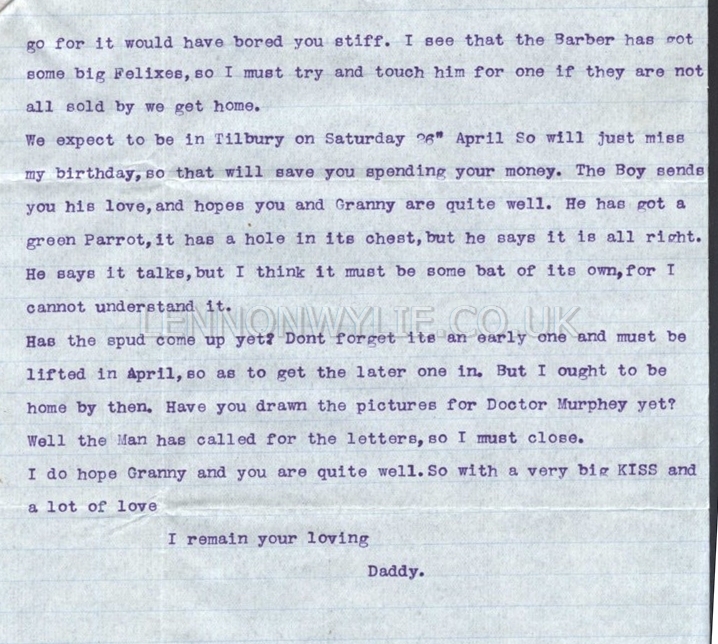 go for it would have bored you stiff. I see that the Barber has got
some big Felixes,so I must try and touch him for one if they are not
all sold by we get home.
We expect to be in Tilbury on Saturday 26" April So will just miss
my birthday,so that will save you spending your money. The Boy sends
you his love,and hopes you and Granny are quite well. He has got a
green Parrot,it has a hole in its chest,but he says it is all right.
He says it talks,but I think it must be some bat of its own,for I
cannot understand it.
LENNONWYLIE.CO.UK
Has the spud come up yet? Dont forget its an early one and must be
lifted in April,so as to get the later one in. But I ought to be
home by then. Have you drawn the pictures for Doctor Murphey yet?
Well the Man has called for the letters,so I must close.
I do hope Granny and you are quite well.So with a very big KISS and
a lot of love
I remain your loving
Daddy.